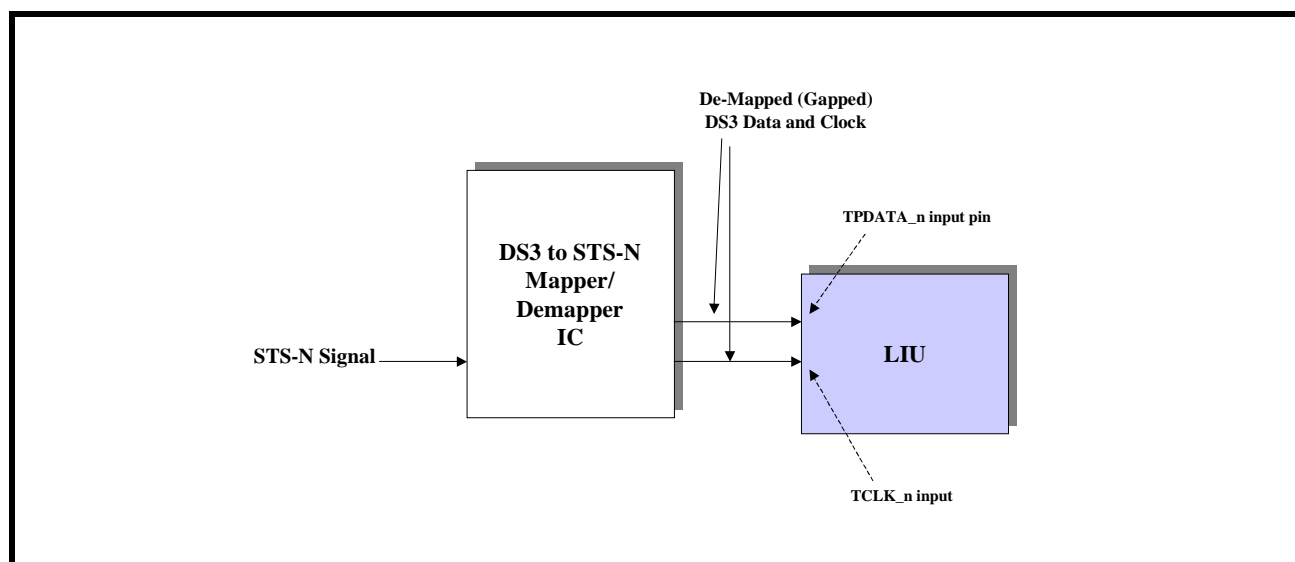 De-Mapped (Gapped)
DS3 Data and Clock
TPDATA_n input pin
DS3 to STS-N
Mapper/
Demapper
IC
STS-N Signal
LIU
TCLK_n input